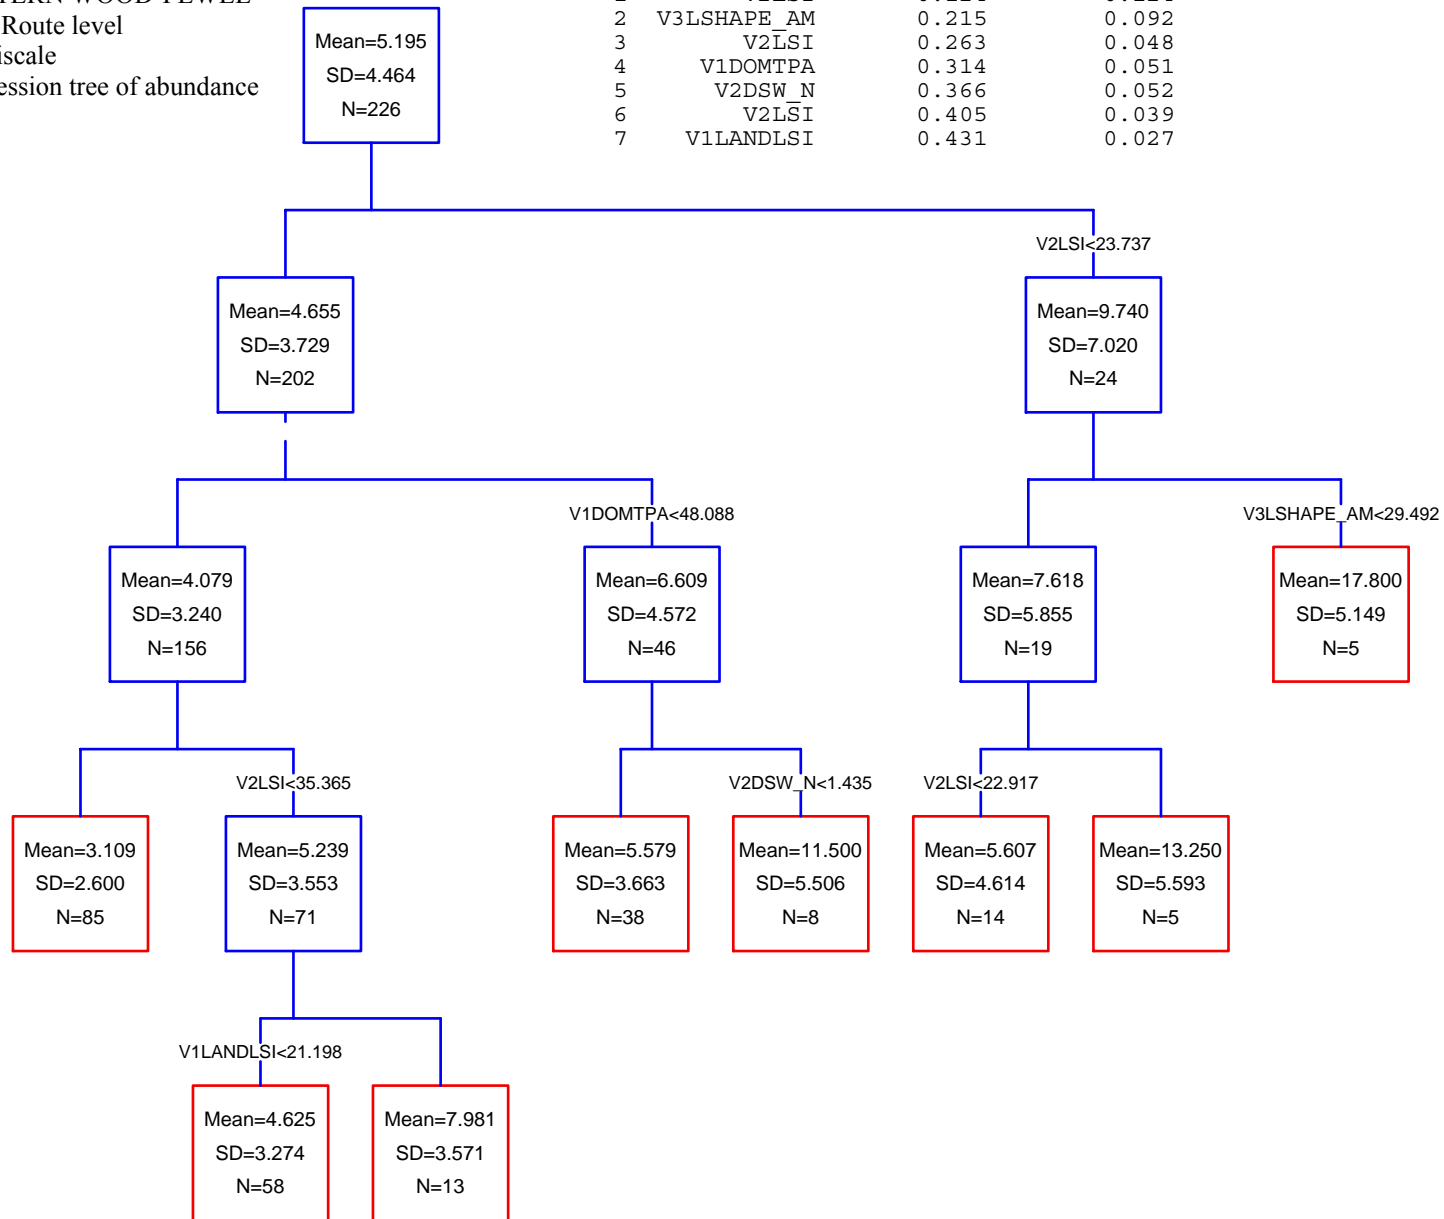 Route level
iscale
ession tree of abundance
2 V3LSHAPE_AM 0.215 0.092
3 V2LSI 0.263 0.048
4 V1DOMTPA 0.314 0.051
5 V2DSW_N 0.366 0.052
6 V2LSI 0.405 0.039
7 V1LANDLSI 0.431 0.027
Mean=5.195
SD=4.464
N=226
V2LSI<23.737
Mean=4.655
SD=3.729
N=202
Mean=9.740
SD=7.020
N=24
V1DOMTPA<48.088
V3LSHAPE_AM<29.492
Mean=4.079
SD=3.240
N=156
Mean=6.609
SD=4.572
N=46
Mean=7.618
SD=5.855
N=19
Mean=17.800
SD=5.149
N=5
V2LSI<35.365
V2DSW_N<1.435
V2LSI<22.917
Mean=3.109
SD=2.600
N=85
Mean=5.239
SD=3.553
N=71
Mean=5.579
SD=3.663
N=38
Mean=11.500
SD=5.506
N=8
Mean=5.607
SD=4.614
N=14
Mean=13.250
SD=5.593
N=5
V1LANDLSI<21.198
Mean=4.625
SD=3.274
N=58
Mean=7.981
SD=3.571
N=13